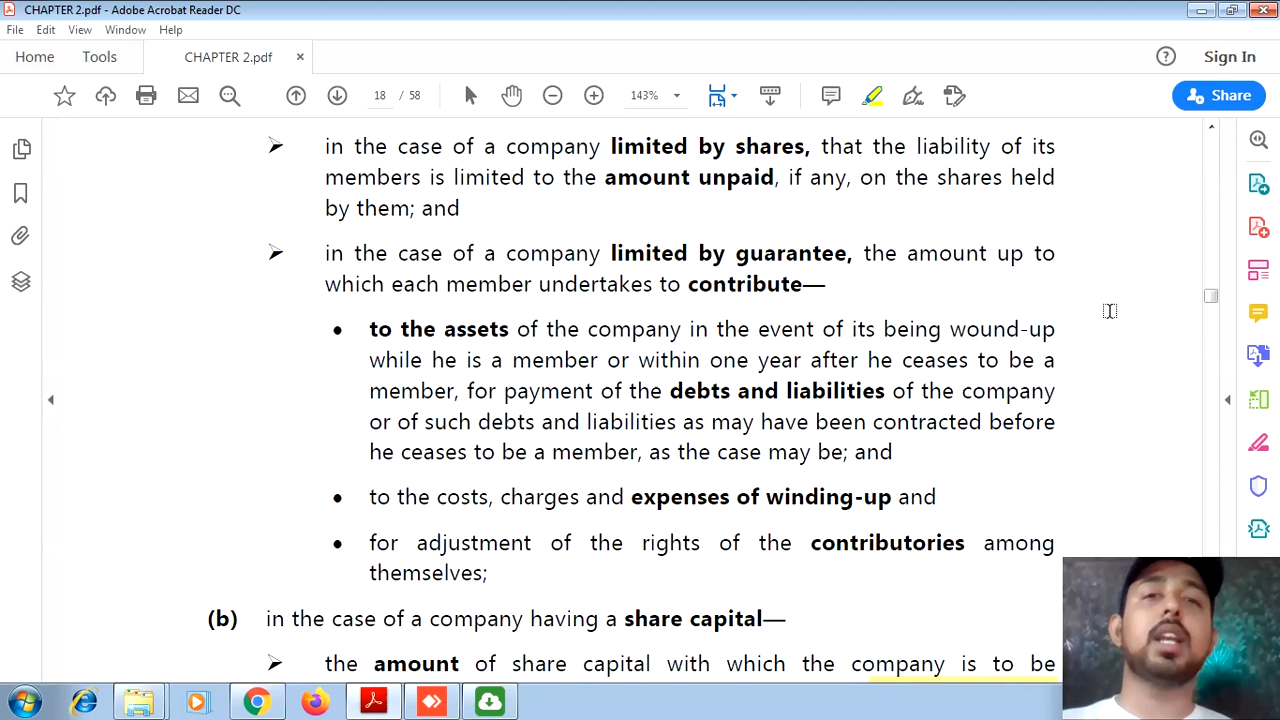 CHAPTER 2.pdf - Adobe Acrobat Reader DC
File Edit View Window Help
Home Tools CHAPTER 2.pdf × Sign In
18 / 58 143% Share
➢ in the case of a company limited by shares, that the liability of its
members is limited to the amount unpaid, if any, on the shares held
by them; and
➢ in the case of a company limited by guarantee, the amount up to
which each member undertakes to contribute—
• to the assets of the company in the event of its being wound-up
while he is a member or within one year after he ceases to be a
member, for payment of the debts and liabilities of the company
or of such debts and liabilities as may have been contracted before
he ceases to be a member, as the case may be; and
• to the costs, charges and expenses of winding-up and
• for adjustment of the rights of the contributories among
themselves;
(b) in the case of a company having a share capital—
➢ the amount of share capital with which the company is to be